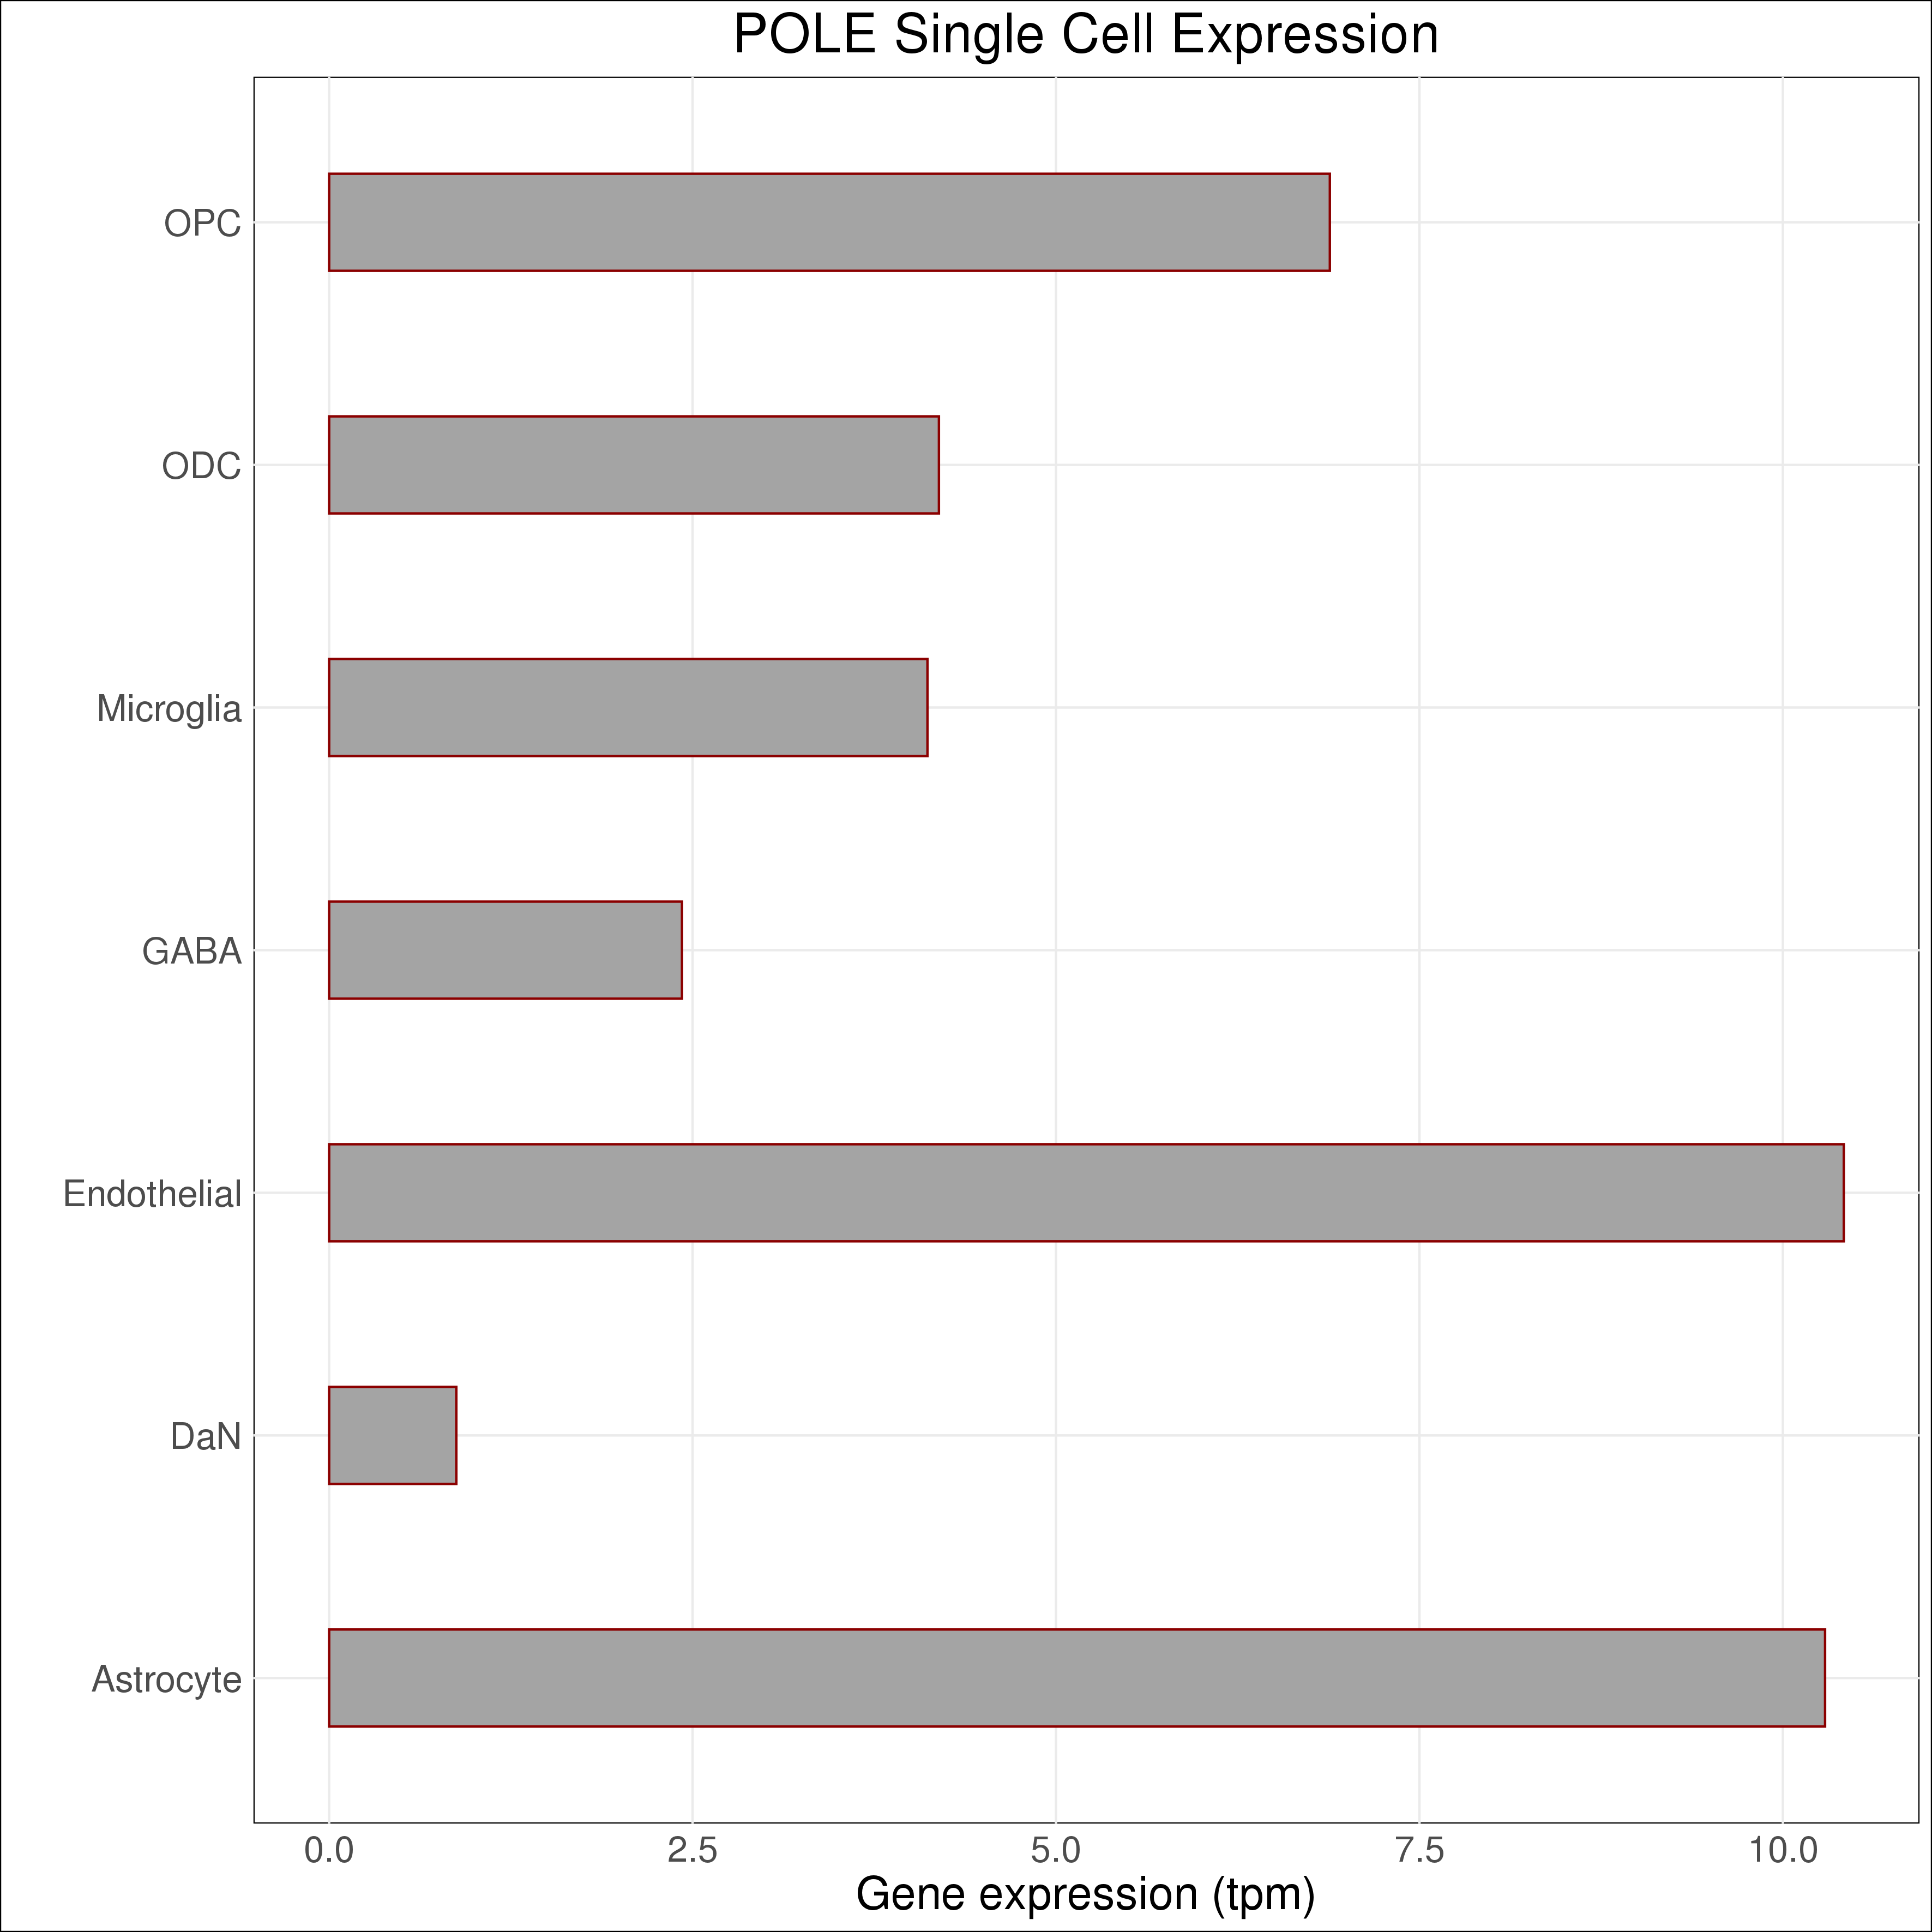 POLE Single Cell Expression
OPC
ODC
Microglia
GABA
Endothelial
DaN
Astrocyte
0.0 2.5 5.0 7.5 10.0
Gene expression (tpm)